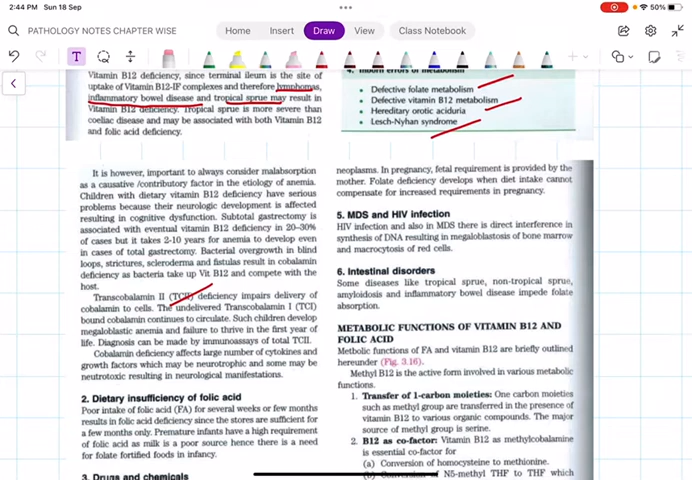 2:44 PM Sun 18 Sep
50%
PATHOLOGY NOTES CHAPTER WISE
Home Insert Draw View Class Notebook
Vitamin B12 deficiency, since terminal ileum is the site of
uptake of Vitamin B12-IF complexes and therefore lymphomas,
inflammatory bowel disease and tropical sprue may result in
Vitamin B12 deficiency. Tropical sprue is more severe than
coeliac disease and may be associated with both Vitamin B12
and folic acid deficiency.
4. Inborn errors of metabolism
• Defective folate metabolism
• Defective vitamin B12 metabolism
• Hereditary orotic aciduria
• Lesch-Nyhan syndrome
It is however, important to always consider malabsorption
as a causative /contributory factor in the etiology of anemia.
Children with dietary vitamin B12 deficiency have serious
problems because their neurologic development is affected
resulting in cognitive dysfunction. Subtotal gastrectomy is
associated with eventual vitamin B12 deficiency in 20–30%
of cases but it takes 2-10 years for anemia to develop even
in cases of total gastrectomy. Bacterial overgrowth in blind
loops, strictures, scleroderma and fistulas result in cobalamin
deficiency as bacteria take up Vit B12 and compete with the
host.
Transcobalamin II (TCII) deficiency impairs delivery of
cobalamin to cells. The undelivered Transcobalamin I (TCI)
bound cobalamin continues to circulate. Such children develop
megaloblastic anemia and failure to thrive in the first year of
life. Diagnosis can be made by immunoassays of total TCII.
Cobalamin deficiency affects large number of cytokines and
growth factors which may be neurotrophic and some may be
neutrotoxic resulting in neurological manifestations.
2. Dietary insufficiency of folic acid
Poor intake of folic acid (FA) for several weeks or few months
results in folic acid deficiency since the stores are sufficient for
a few months only. Premature infants have a high requirement
of folic acid as milk is a poor source hence there is a need
for folate fortified foods in infancy.
3. Drugs and chemicals
neoplasms. In pregnancy, fetal requirement is provided by the
mother. Folate deficiency develops when diet intake cannot
compensate for increased requirements in pregnancy.
5. MDS and HIV infection
HIV infection and also in MDS there is direct interference in
synthesis of DNA resulting in megaloblastosis of bone marrow
and macrocytosis of red cells.
6. Intestinal disorders
Some diseases like tropical sprue, non-tropical sprue,
amyloidosis and inflammatory bowel disease impede folate
absorption.
METABOLIC FUNCTIONS OF VITAMIN B12 AND
FOLIC ACID
Metbolic functions of FA and vitamin B12 are briefly outlined
hereunder (Fig. 3.16).
Methyl B12 is the active form involved in various metabolic
functions.
1. Transfer of 1-carbon moieties: One carbon moieties
such as methyl group are transferred in the presence of
vitamin B12 to various organic compounds. The major
source of methyl group is serine.
2. B12 as co-factor: Vitamin B12 as methylcobalamine
is essential co-factor for
(a) Conversion of homocysteine to methionine.
(b) Conversion of N5-methyl THF to THF which